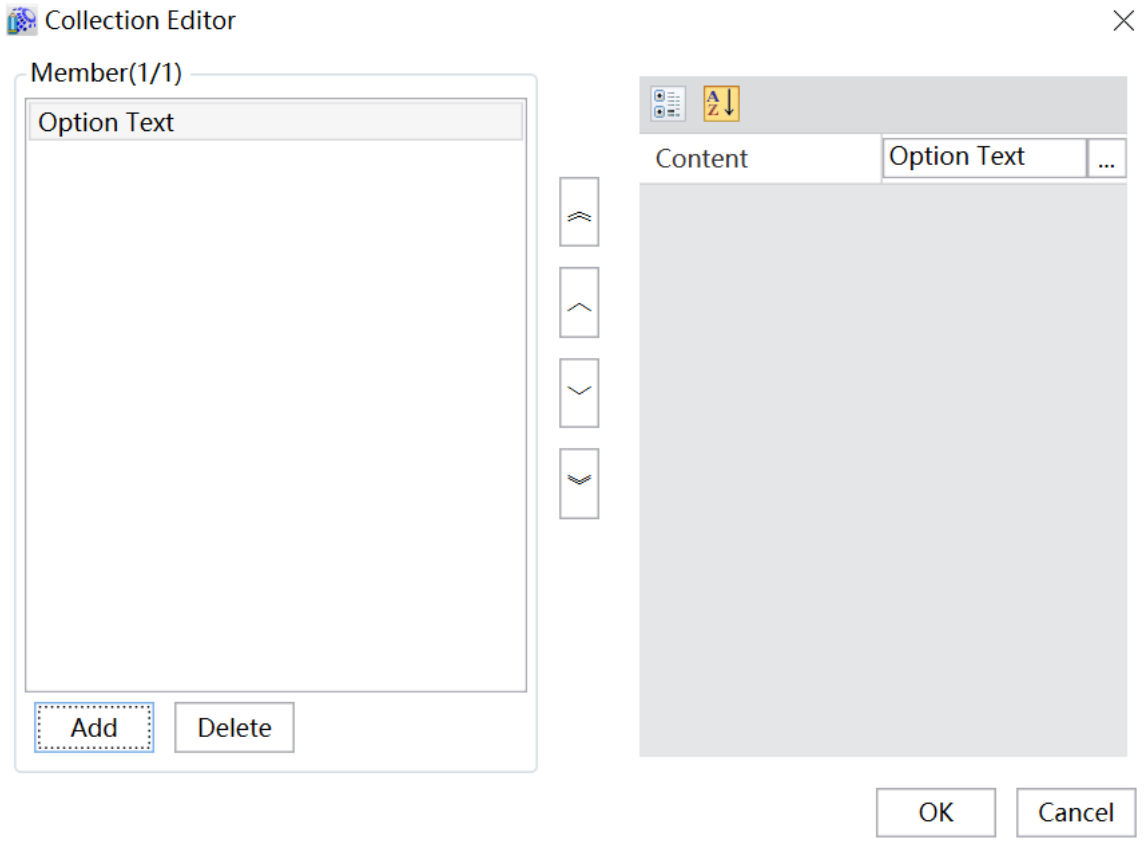 Collection Editor
Member(1/1)
Option Text
Content
Option Text
...
Add
Delete
OK
Cancel